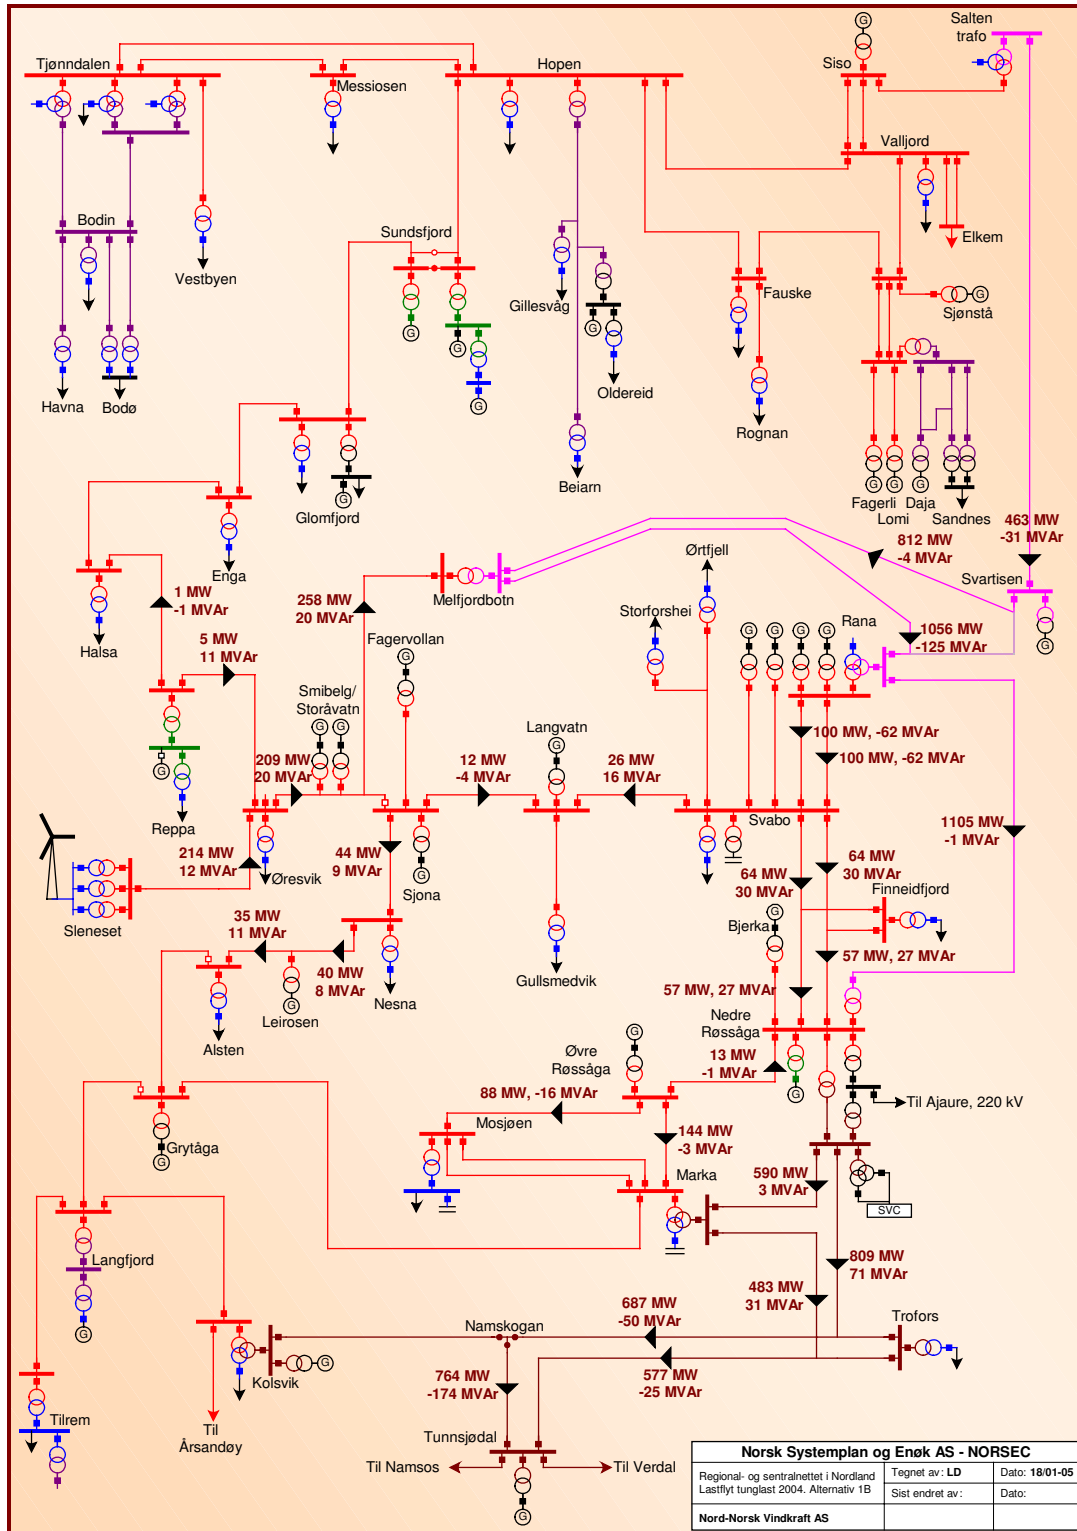 Tjønndalen
Messiosen
Hopen
G
Siso
Salten
trafo
Valljord
Elkem
Bodin
Vestbyen
Sundsfjord
Gillesvåg
G
G
G
G
Oldereid
Fauske
Rognan
G
Sjønstå
Havna
Bodø
Beiarn
Glomfjord
G
G
G
G
G
Fagerli
Daja
Lomi
Sandnes
463 MW
-31 MVAr
812 MW
-4 MVAr
Enga
Halsa
Ørtfjell
Svartisen
G
Melfjordbotn
258 MW
20 MVAr
1 MW
-1 MVAr
Storforshei
Rana
1056 MW
-125 MVAr
5 MW
11 MVAr
Fagervollan
G
G
G
G
G
Smibelg/
Storåvatn
G
G
Langvatn
G
100 MW, -62 MVAr
100 MW, -62 MVAr
G
Reppa
209 MW
20 MVAr
12 MW
-4 MVAr
26 MW
16 MVAr
Svabo
1105 MW
-1 MVAr
214 MW
12 MVAr
Øresvik
44 MW
9 MVAr
G
Sjona
64 MW
30 MVAr
64 MW
30 MVAr
Finneidfjord
Sleneset
35 MW
11 MVAr
40 MW
8 MVAr
Nesna
Gullsmedvik
Bjerka
G
57 MW, 27 MVAr
57 MW, 27 MVAr
G
Leirosen
Alsten
Nedre
Røssåga
Øvre
Røssåga
G
13 MW
-1 MVAr
G
88 MW, -16 MVAr
Til Ajaure, 220 kV
Mosjøen
144 MW
-3 MVAr
Grytåga
G
Marka
590 MW
3 MVAr
SVC
Langfjord
G
809 MW
71 MVAr
483 MW
31 MVAr
687 MW
-50 MVAr
Namskogan
Trofors
G
Kolsvik
764 MW
-174 MVAr
577 MW
-25 MVAr
Tilrem
Til
Årsandøy
Tunnsjødal
Til Namsos
Til Verdal
G
Norsk Systemplan og Enøk AS - NORSEC
Regional- og sentralnettet i Nordland
Lastflyt tunglast 2004. Alternativ 1B
Tegnet av: LD
Dato: 18/01-05
Sist endret av:
Dato:
Nord-Norsk Vindkraft AS